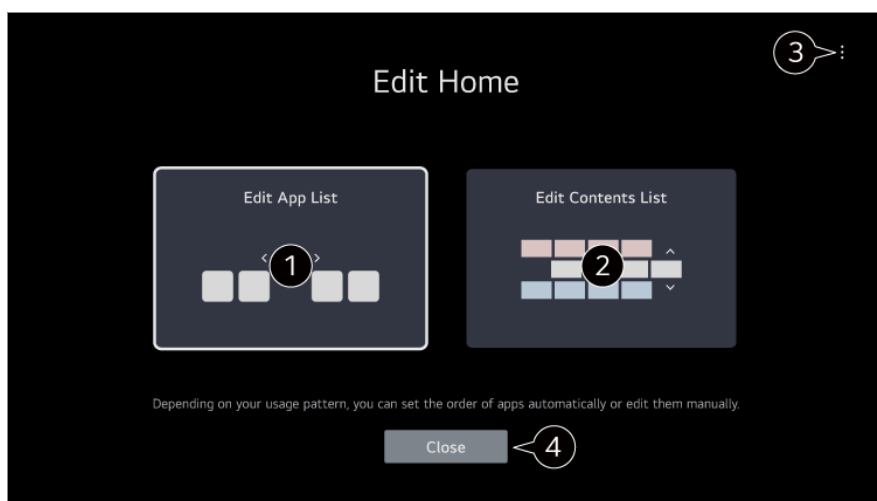 3
Edit Home
Edit App List
Edit Contents List
1
2
Depending on your usage pattern, you can set the order of apps automatically or edit them manually.
Close
4